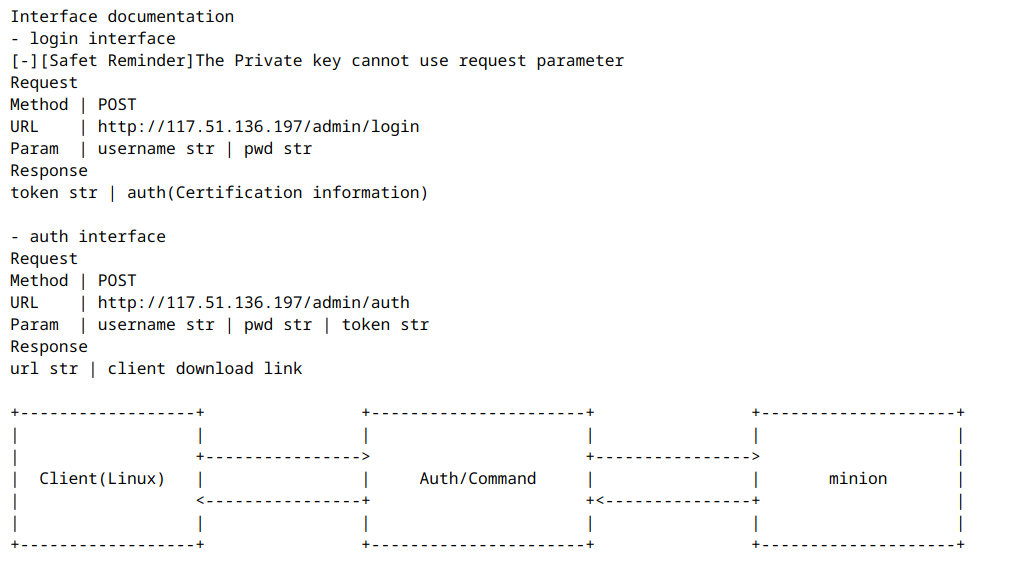 Interface documentation
- login interface
[-][Safet Reminder]The Private key cannot use request parameter
Request
Method | POST
URL    | http://117.51.136.197/admin/login
Param  | username str | pwd str
Response
token str | auth(Certification information)

- auth interface
Request
Method | POST
URL    | http://117.51.136.197/admin/auth
Param  | username str | pwd str | token str
Response
url str | client download link

+------------------+                +----------------------+                +--------------------+
|                  |                |                      |                |                    |
|                  +---------------->                      +---------------->                    |
|  Client(Linux)   |                |     Auth/Command     |                |       minion       |
|                  <----------------+                      +<---------------+                    |
|                  |                |                      |                |                    |
+------------------+                +----------------------+                +--------------------+